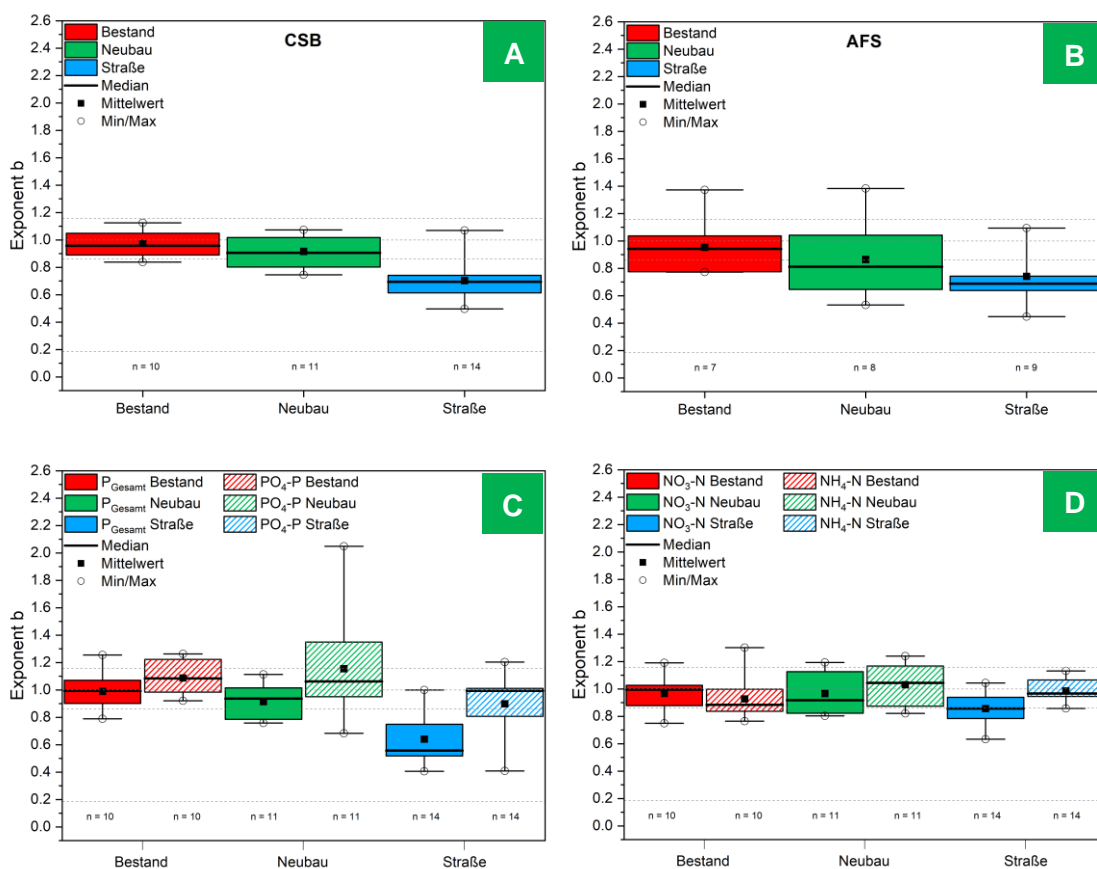 CSB
A
Bestand
Neubau
Straße
Median
Mittelwert
Min/Max
Exponent b
2.6
2.4
2.2
2.0
1.8
1.6
1.4
1.2
1.0
0.8
0.6
0.4
0.2
0.0
n = 10 n = 11 n = 14
Bestand Neubau Straße
AFS
B
Bestand
Neubau
Straße
Median
Mittelwert
Min/Max
Exponent b
2.6
2.4
2.2
2.0
1.8
1.6
1.4
1.2
1.0
0.8
0.6
0.4
0.2
0.0
n = 7 n = 8 n = 9
Bestand Neubau Straße
C
P_Gesamt Bestand PO₄-P Bestand
P_Gesamt Neubau PO₄-P Neubau
P_Gesamt Straße PO₄-P Straße
Median
Mittelwert
Min/Max
Exponent b
2.6
2.4
2.2
2.0
1.8
1.6
1.4
1.2
1.0
0.8
0.6
0.4
0.2
0.0
n = 10 n = 10 n = 11 n = 11 n = 14 n = 14
Bestand Neubau Straße
D
NO₃-N Bestand NH₄-N Bestand
NO₃-N Neubau NH₄-N Neubau
NO₃-N Straße NH₄-N Straße
Median
Mittelwert
Min/Max
Exponent b
2.6
2.4
2.2
2.0
1.8
1.6
1.4
1.2
1.0
0.8
0.6
0.4
0.2
0.0
n = 10 n = 10 n = 11 n = 11 n = 14 n = 14
Bestand Neubau Straße